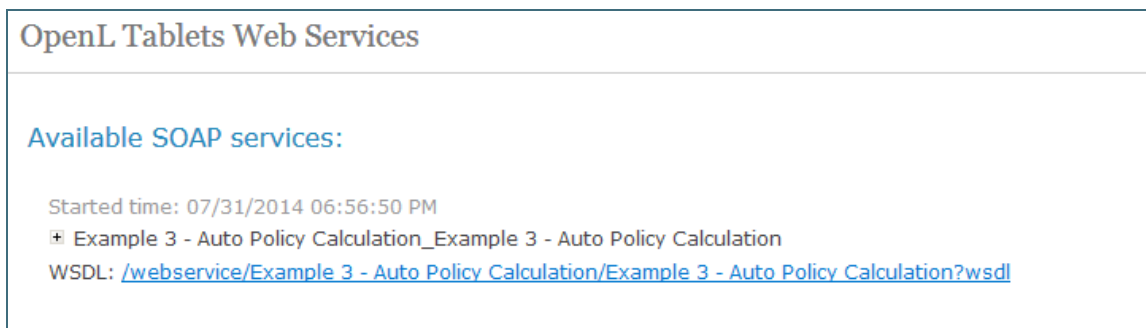 OpenL Tablets Web Services
Available SOAP services:
Started time: 07/31/2014 06:56:50 PM
+ Example 3 - Auto Policy Calculation_Example 3 - Auto Policy Calculation
WSDL: /webservice/Example 3 - Auto Policy Calculation/Example 3 - Auto Policy Calculation?wsdl